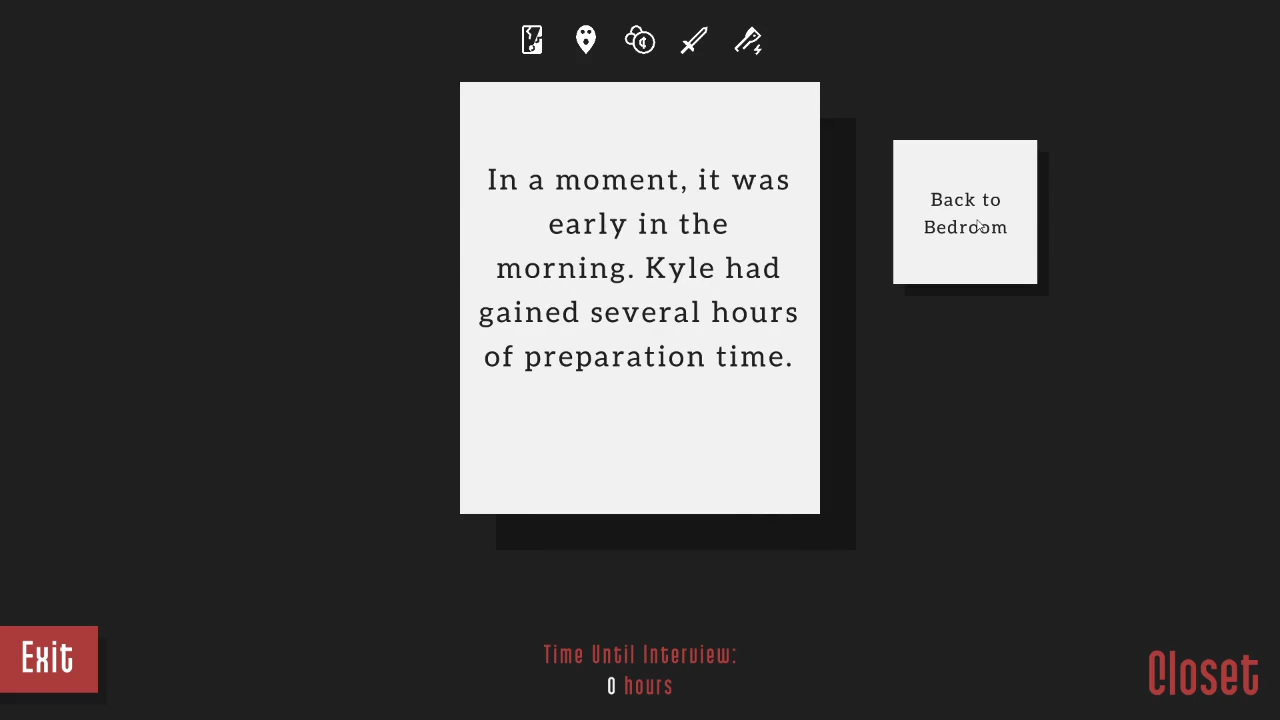 In a moment, it was
early in the
morning. Kyle had
gained several hours
of preparation time.
Back to
Bedroom
Exit
Time Until Interview:
0 hours
Closet